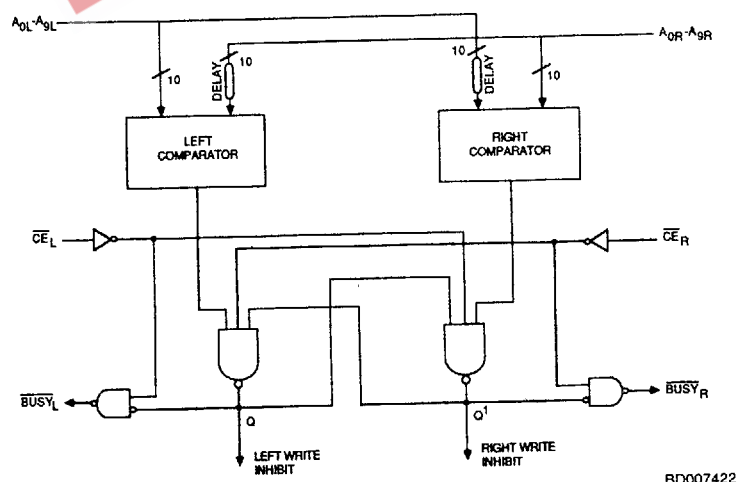 A0L-A9L
A0R-A9R
10
DELAY
10
10
DELAY
10
LEFT
COMPARATOR
RIGHT
COMPARATOR
CEL
CER
BUSYL
BUSYR
Q
Q1
LEFT WRITE
INHIBIT
RIGHT WRITE
INHIBIT
BD007422